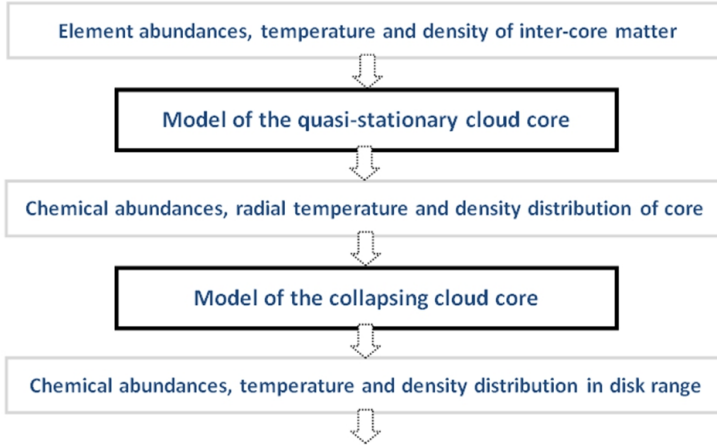 Element abundances, temperature and density of inter-core matter
Model of the quasi-stationary cloud core
Chemical abundances, radial temperature and density distribution of core
Model of the collapsing cloud core
Chemical abundances, temperature and density distribution in disk range